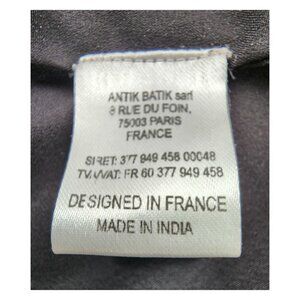 ANTIK BATIK sarl
8 RUE DU FOIN,
75003 PARIS
FRANCE
SIRET: 377 949 458 00048
TVA/VAT: FR 60 377 949 458
DESIGNED IN FRANCE
MADE IN INDIA